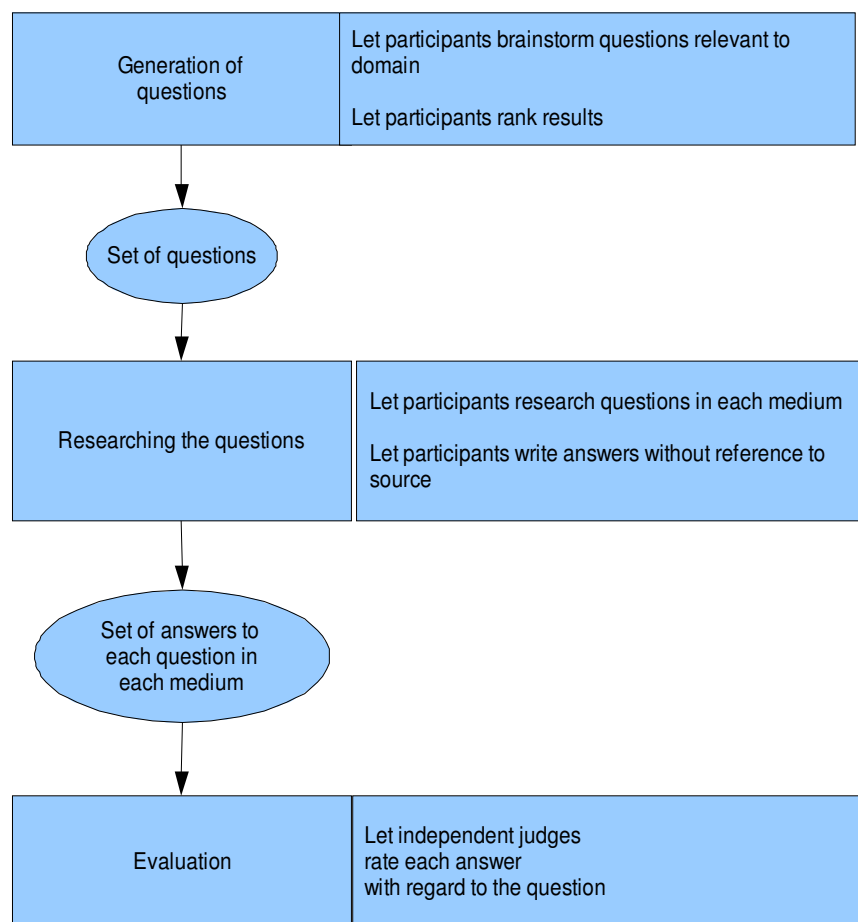 Generation of
questions
Let participants brainstorm questions relevant to
domain
Let participants rank results
Set of questions
Researching the questions
Let participants research questions in each medium
Let participants write answers without reference to
source
Set of answers to
each question in
each medium
Evaluation
Let independent judges
rate each answer
with regard to the question